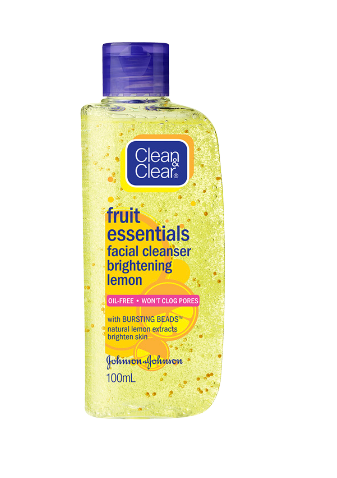 Clean
&
Clear®
fruit
essentials
facial cleanser
brightening
lemon
OIL-FREE • WON'T CLOG PORES
with BURSTING BEADS™
natural lemon extracts
brighten skin
Johnson & Johnson
100mL